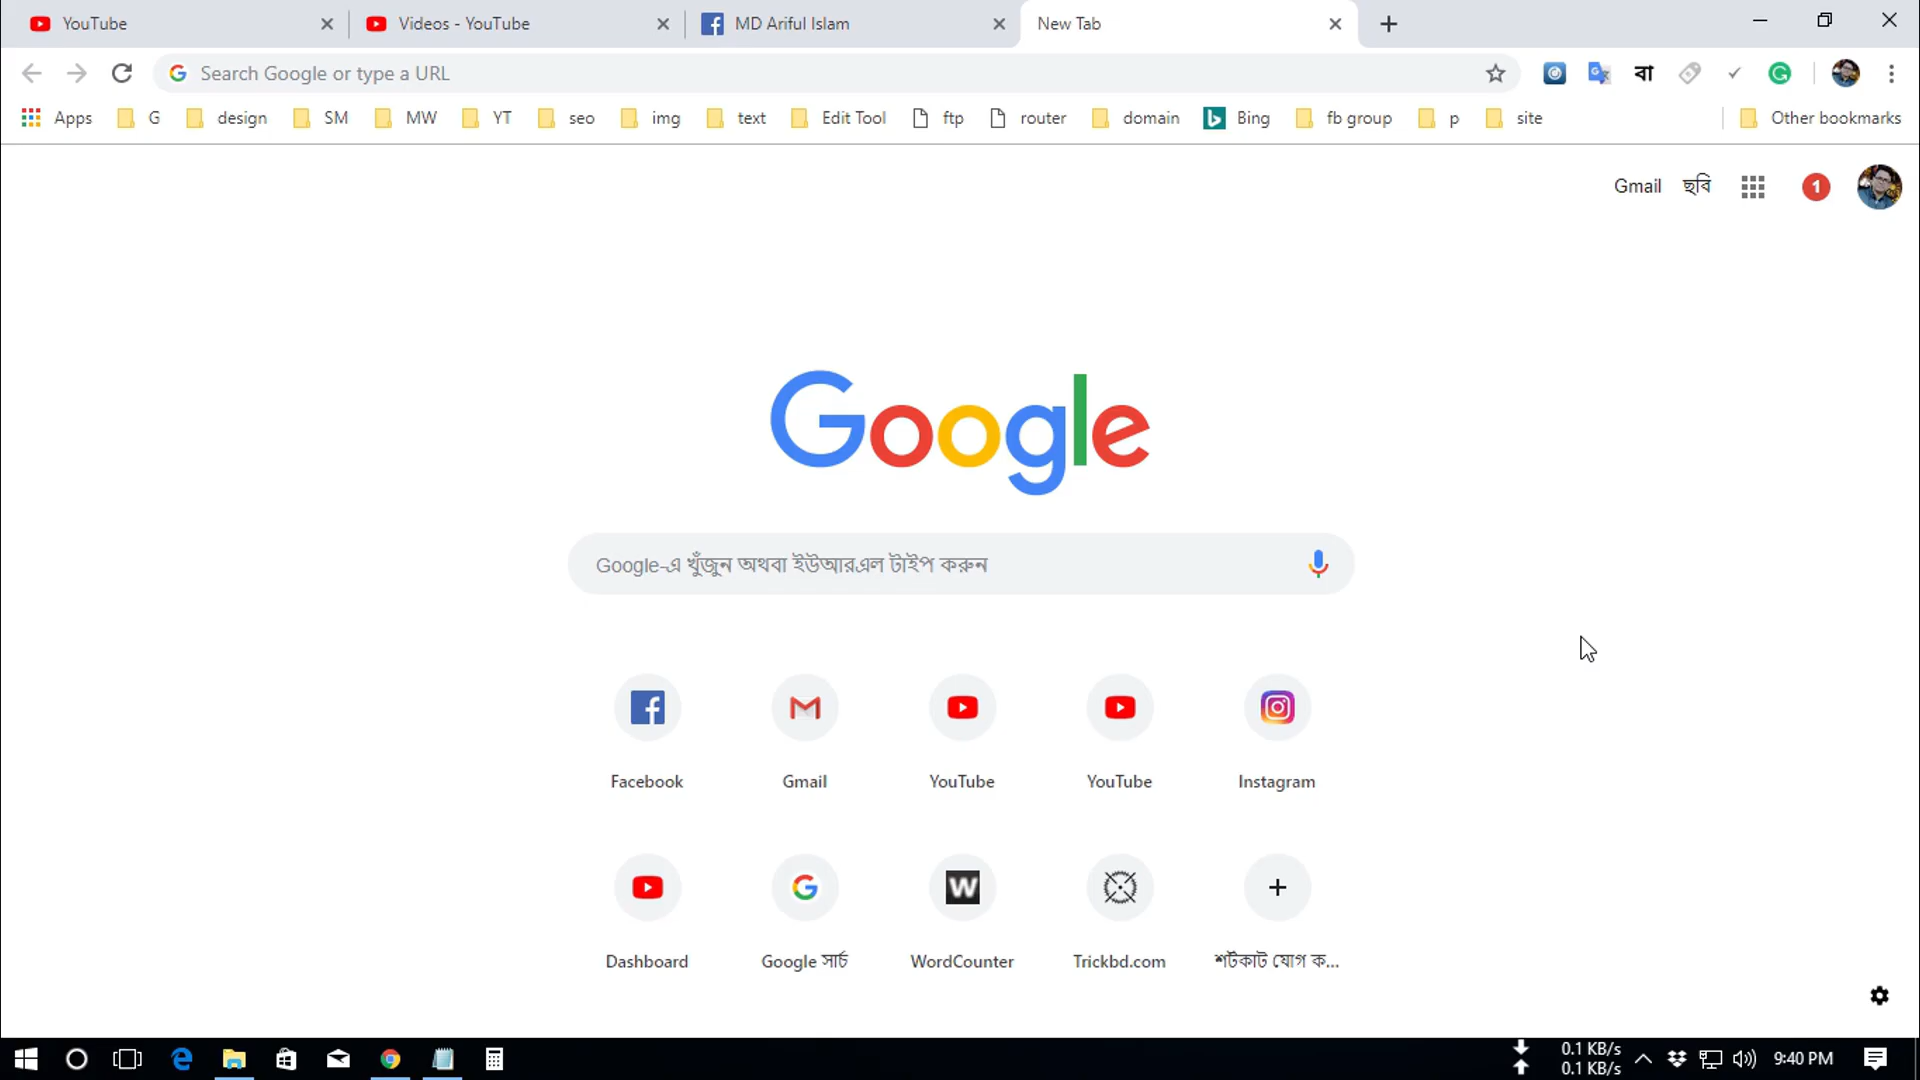 YouTube
Videos - YouTube
MD Ariful Islam
New Tab
Search Google or type a URL
বা
Apps G design SM MW YT seo img text Edit Tool ftp router domain Bing fb group p site Other bookmarks
Gmail ছবি 1
Google
Google-এ খুঁজুন অথবা ইউআরএল টাইপ করুন
Facebook Gmail YouTube YouTube Instagram
W
Dashboard Google সার্চ WordCounter Trickbd.com শর্টকাট যোগ ক...
0.1 KB/s
0.1 KB/s
9:40 PM